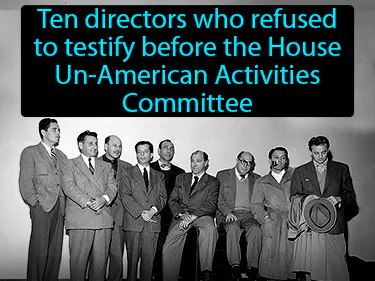 Ten directors who refused
to testify before the House
Un-American Activities
Committee